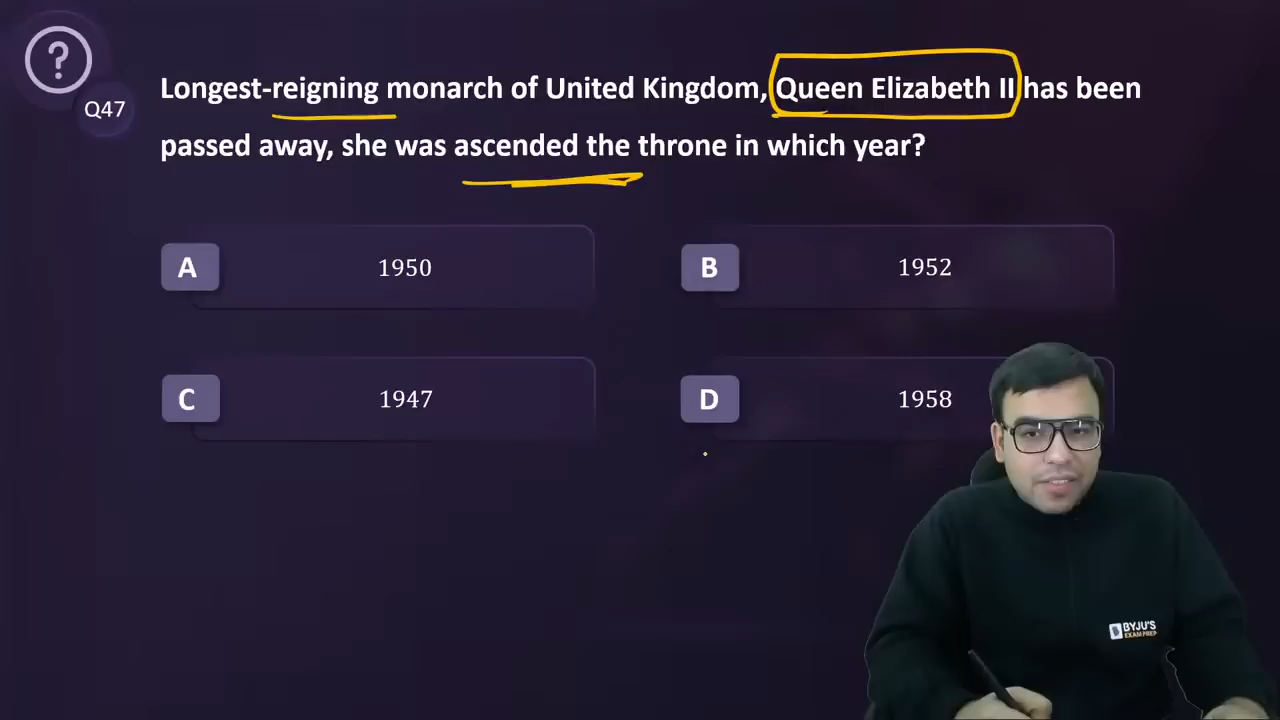 ?
Q47
Longest-reigning monarch of United Kingdom, Queen Elizabeth II has been
passed away, she was ascended the throne in which year?
A 1950
B 1952
C 1947
D 1958
BYJU'S
EXAM PREP